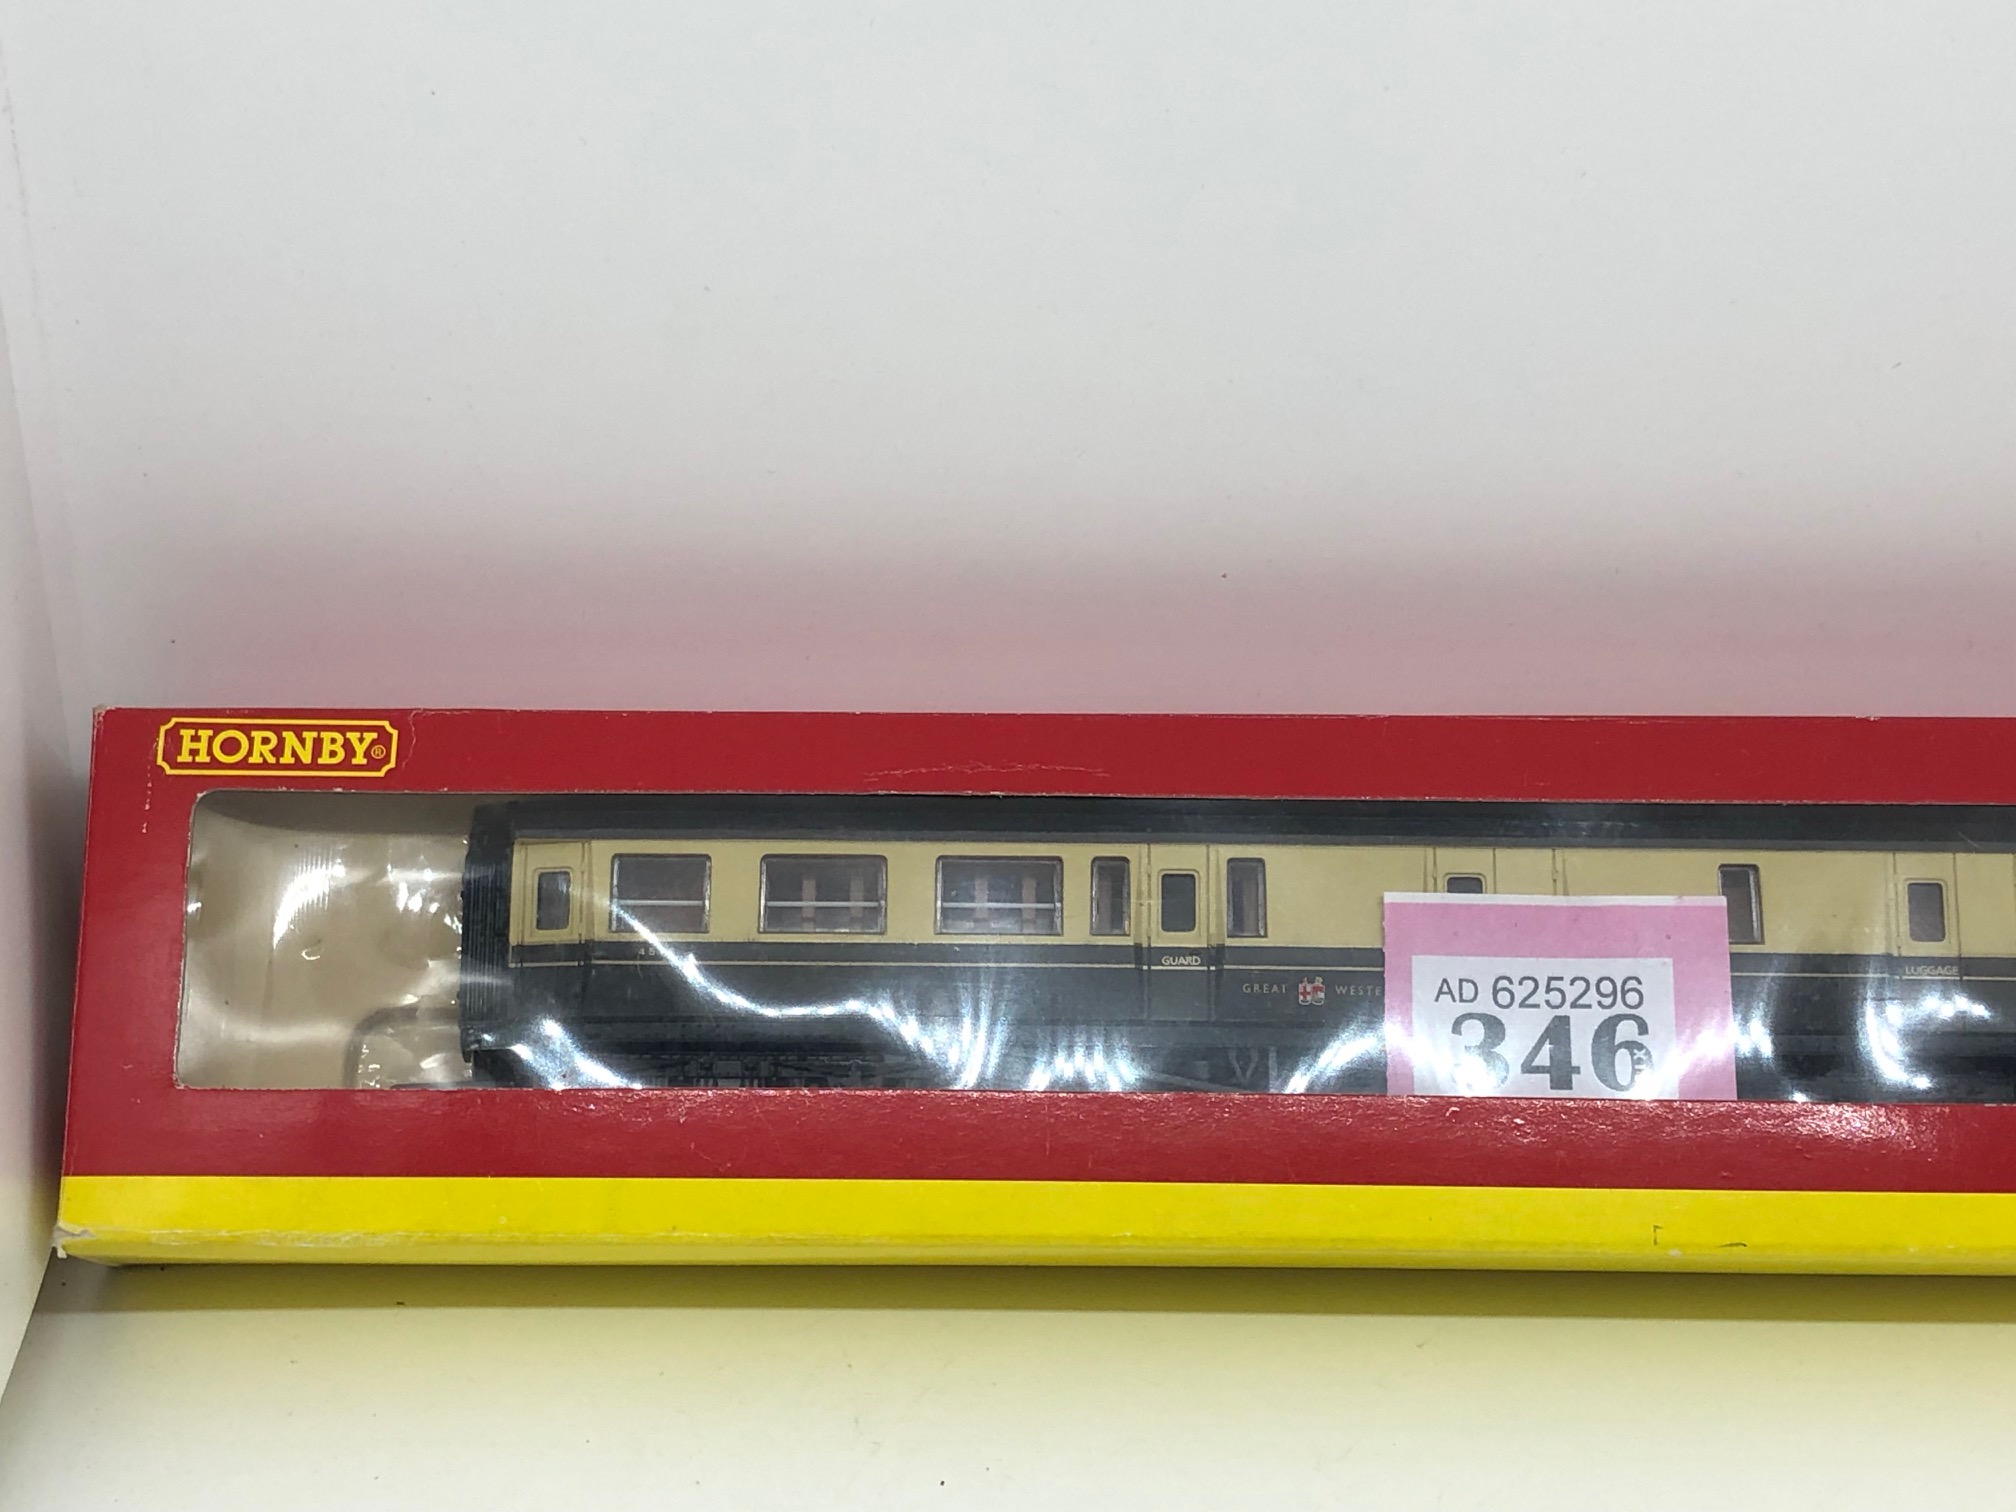 HORNBY®
GUARD
LUGGAGE
GREAT WESTE
AD 625296
346